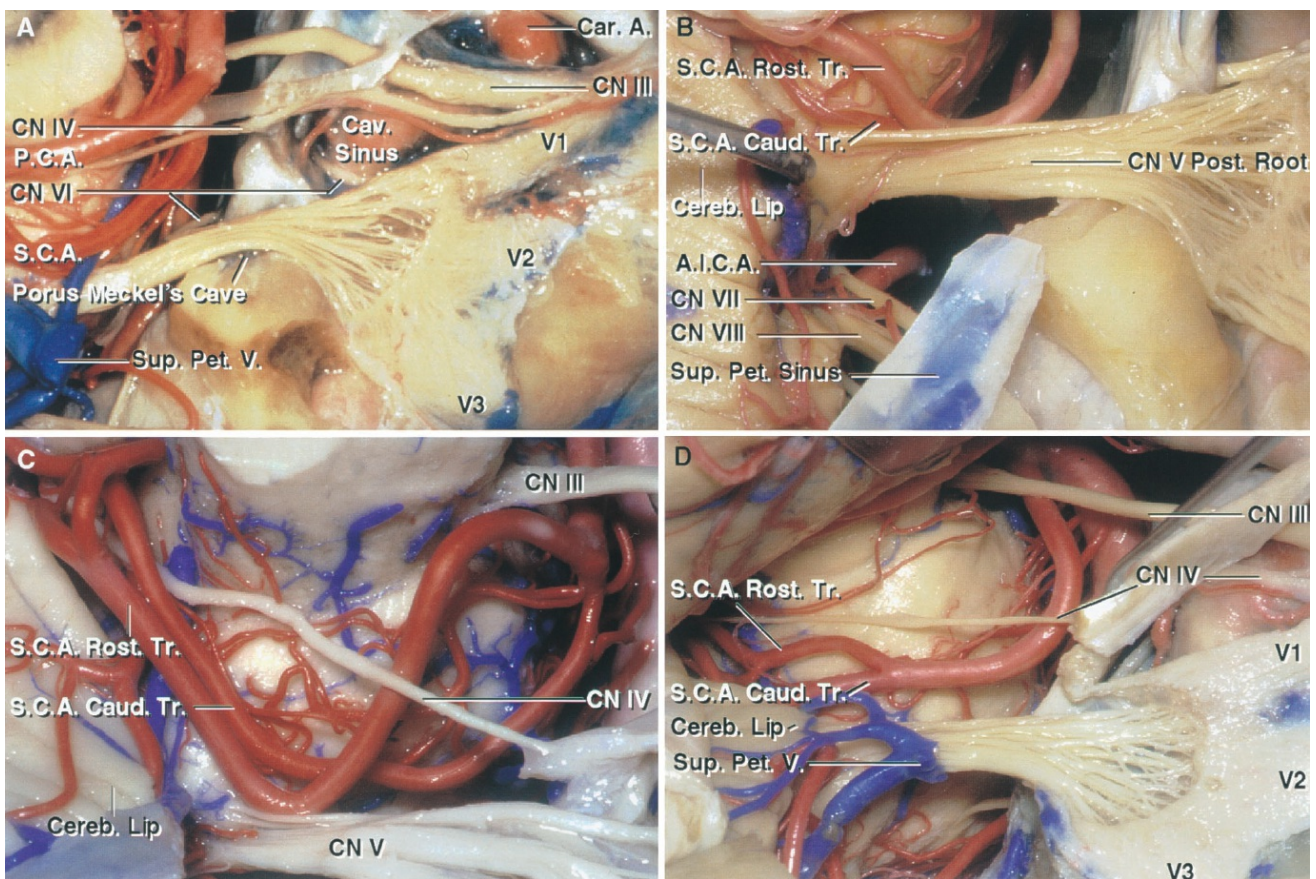 A
Car. A.
CN III
CN IV
Cav.
Sinus
V1
P.C.A.
CN VI
V2
S.C.A.
Porus Meckel's Cave
Sup. Pet. V.
V3
B
S.C.A. Rost. Tr.
S.C.A. Caud. Tr.
CN V Post. Root
Cereb. Lip
A.I.C.A.
CN VII
CN VIII
Sup. Pet. Sinus
C
CN III
S.C.A. Rost. Tr.
S.C.A. Caud. Tr.
CN IV
Cereb. Lip
CN V
D
CN III
CN IV
S.C.A. Rost. Tr.
V1
S.C.A. Caud. Tr.
Cereb. Lip
Sup. Pet. V.
V2
V3